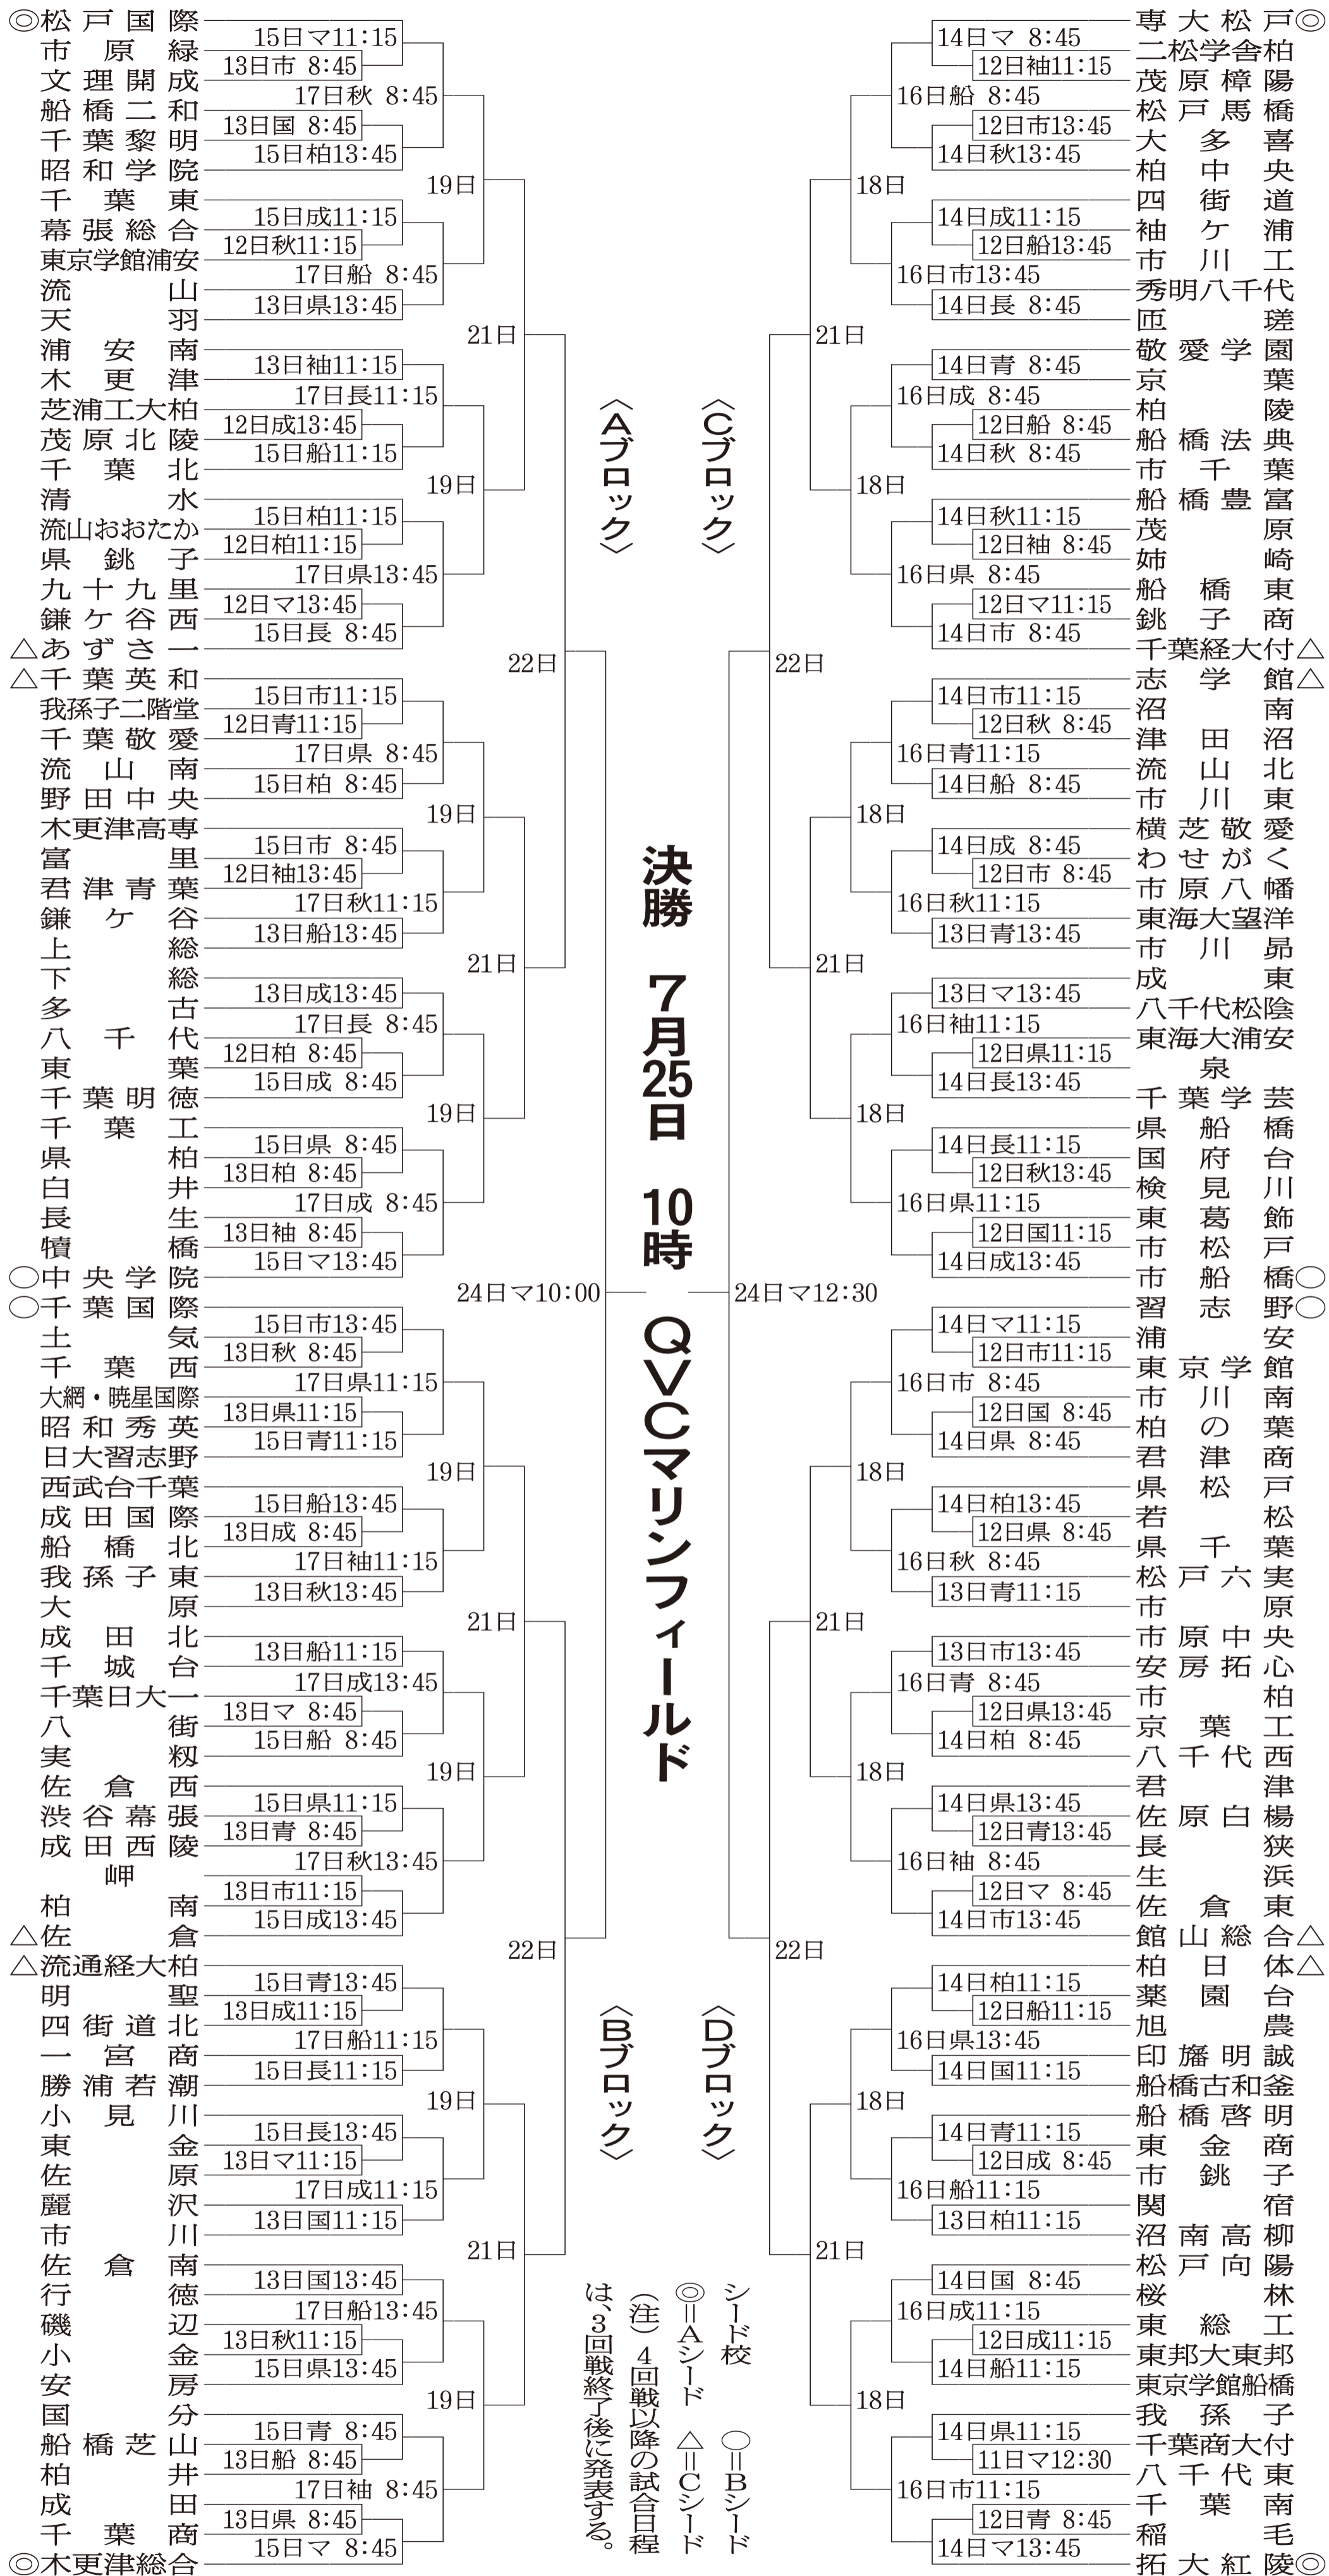 ◎松戸国際
市原緑
文理開成
船橋二和
千葉黎明
昭和学院
千葉東
幕張総合
東京学館浦安
流山
天羽
浦安南
木更津
芝浦工大柏
茂原北陵
千葉北
清水
流山おおたか
県銚子
九十九里
鎌ケ谷西
△あずさ一
△千葉英和
我孫子二階堂
千葉敬愛
流山南
野田中央
木更津高専
富里
君津青葉
鎌ケ谷
上総
下総
多古
八千代
東葉
千葉明徳
千葉工
県柏
白井
長生
犢橋
○中央学院
○千葉国際
土気
千葉西
大網・暁星国際
昭和秀英
日大習志野
西武台千葉
成田国際
船橋北
我孫子東
大原
成田北
千城台
千葉日大一
八街
実籾
佐倉西
渋谷幕張
成田西陵
岬
柏南
△佐倉
△流通経大柏
明聖
四街道北
一宮商
勝浦若潮
小見川
東金
佐原
麗沢
市川
佐倉南
行徳
磯辺
小金
安房
国分
船橋芝山
柏井
成田
千葉商
◎木更津総合
15日マ11:15
13日市 8:45
17日秋 8:45
13日国 8:45
15日柏13:45
19日
15日成11:15
12日秋11:15
17日船 8:45
13日県13:45
21日
13日袖11:15
17日長11:15
12日成13:45
15日船11:15
19日
15日柏11:15
12日柏11:15
17日県13:45
12日マ13:45
15日長 8:45
22日
15日市11:15
12日青11:15
17日県 8:45
15日柏 8:45
19日
15日市 8:45
12日袖13:45
17日秋11:15
13日船13:45
21日
13日成13:45
17日長 8:45
12日柏 8:45
15日成 8:45
19日
15日県 8:45
13日柏 8:45
17日成 8:45
13日袖 8:45
15日マ13:45
24日マ10:00
15日市13:45
13日秋 8:45
17日県11:15
13日県11:15
15日青11:15
19日
15日船13:45
13日成 8:45
17日袖11:15
13日秋13:45
21日
13日船11:15
17日成13:45
13日マ 8:45
15日船 8:45
19日
15日県11:15
13日青 8:45
17日秋13:45
13日市11:15
15日成13:45
22日
15日青13:45
13日成11:15
17日船11:15
15日長11:15
19日
15日長13:45
13日マ11:15
17日成11:15
13日国11:15
21日
13日国13:45
17日船13:45
13日秋11:15
15日県13:45
19日
15日青 8:45
13日船 8:45
17日袖 8:45
13日県 8:45
15日マ 8:45
〈Aブロック〉
〈Bブロック〉
決勝 7月25日 10時 QVCマリンフィールド
〈Cブロック〉
〈Dブロック〉
シード校 ○=Bシード
◎=Aシード △=Cシード
(注)4回戦以降の試合日程
は、3回戦終了後に発表する。
14日マ 8:45
12日袖11:15
16日船 8:45
12日市13:45
14日秋13:45
18日
14日成11:15
12日船13:45
16日市13:45
14日長 8:45
21日
14日青 8:45
16日成 8:45
12日船 8:45
14日秋 8:45
18日
14日秋11:15
12日袖 8:45
16日県 8:45
12日マ11:15
14日市 8:45
22日
14日市11:15
12日秋 8:45
16日青11:15
14日船 8:45
18日
14日成 8:45
12日市 8:45
16日秋11:15
13日青13:45
21日
13日マ13:45
16日袖11:15
12日県11:15
14日長13:45
18日
14日長11:15
12日秋13:45
16日県11:15
12日国11:15
14日成13:45
24日マ12:30
14日マ11:15
12日市11:15
16日市 8:45
12日国 8:45
14日県 8:45
18日
14日柏13:45
12日県 8:45
16日秋 8:45
13日青11:15
21日
13日市13:45
16日青 8:45
12日県13:45
14日柏 8:45
18日
14日県13:45
12日青13:45
16日袖 8:45
12日マ 8:45
14日市13:45
22日
14日柏11:15
12日船11:15
16日県13:45
14日国11:15
18日
14日青11:15
12日成 8:45
16日船11:15
13日柏11:15
21日
14日国 8:45
16日成11:15
12日成11:15
14日船11:15
18日
14日県11:15
11日マ12:30
16日市11:15
12日青 8:45
14日マ13:45
専大松戸◎
二松学舎柏
茂原樟陽
松戸馬橋
大多喜
柏中央
四街道
袖ケ浦
市川工
秀明八千代
匝瑳
敬愛学園
京葉
柏陵
船橋法典
市千葉
船橋豊富
茂原
姉崎
船橋東
銚子商
千葉経大付△
志学館△
沼南
津田沼
流山北
市川東
横芝敬愛
わせがく
市原八幡
東海大望洋
市川昴
成東
八千代松陰
東海大浦安
泉
千葉学芸
県船橋
国府台
検見川
東葛飾
市松戸
市船橋○
習志野○
浦安
東京学館
市川南
柏の葉
君津商
県松戸
若松
県千葉
松戸六実
市原
市原中央
安房拓心
市柏
京葉工
八千代西
君津
佐原白楊
長狭
生浜
佐倉東
館山総合△
柏日体△
薬園台
旭農
印旛明誠
船橋古和釜
船橋啓明
東金商
市銚子
関宿
沼南高柳
松戸向陽
桜林
東総工
東邦大東邦
東京学館船橋
我孫子
千葉商大付
八千代東
千葉南
稲毛
拓大紅陵◎